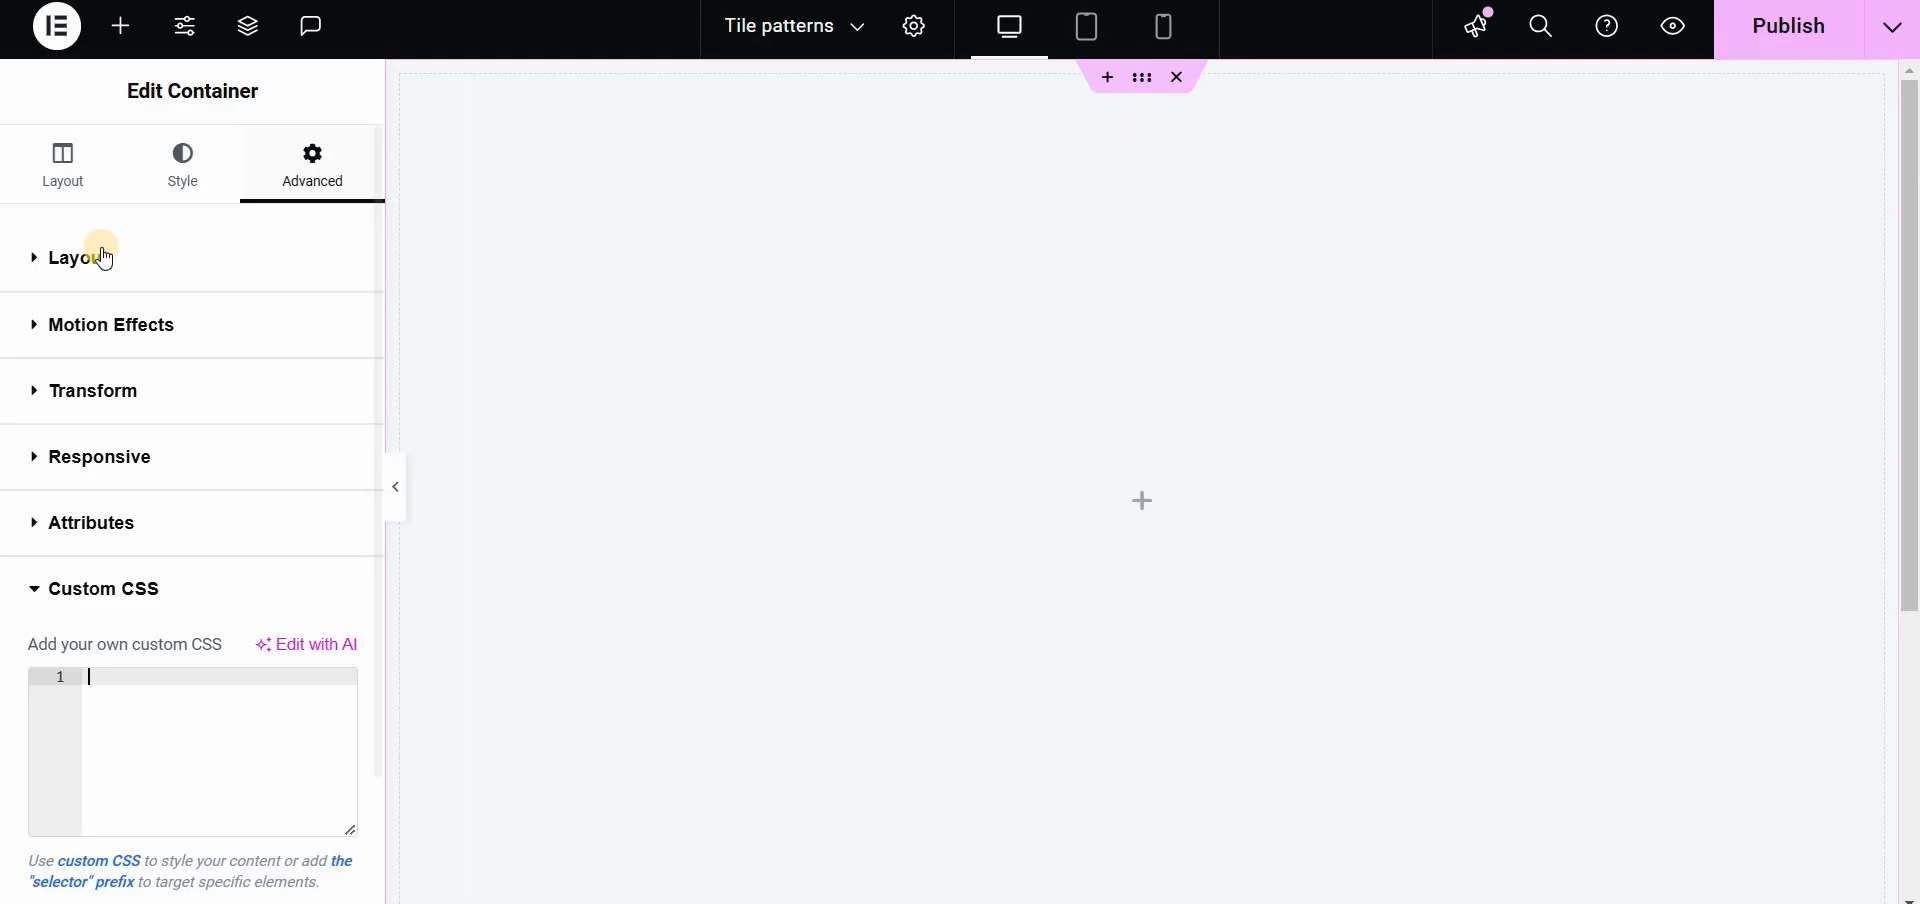 Tile patterns
Publish
Edit Container
Layout
Style
Advanced
Layout
Motion Effects
Transform
Responsive
Attributes
Custom CSS
Add your own custom CSS
Edit with AI
1
Use custom CSS to style your content or add the
"selector" prefix to target specific elements.